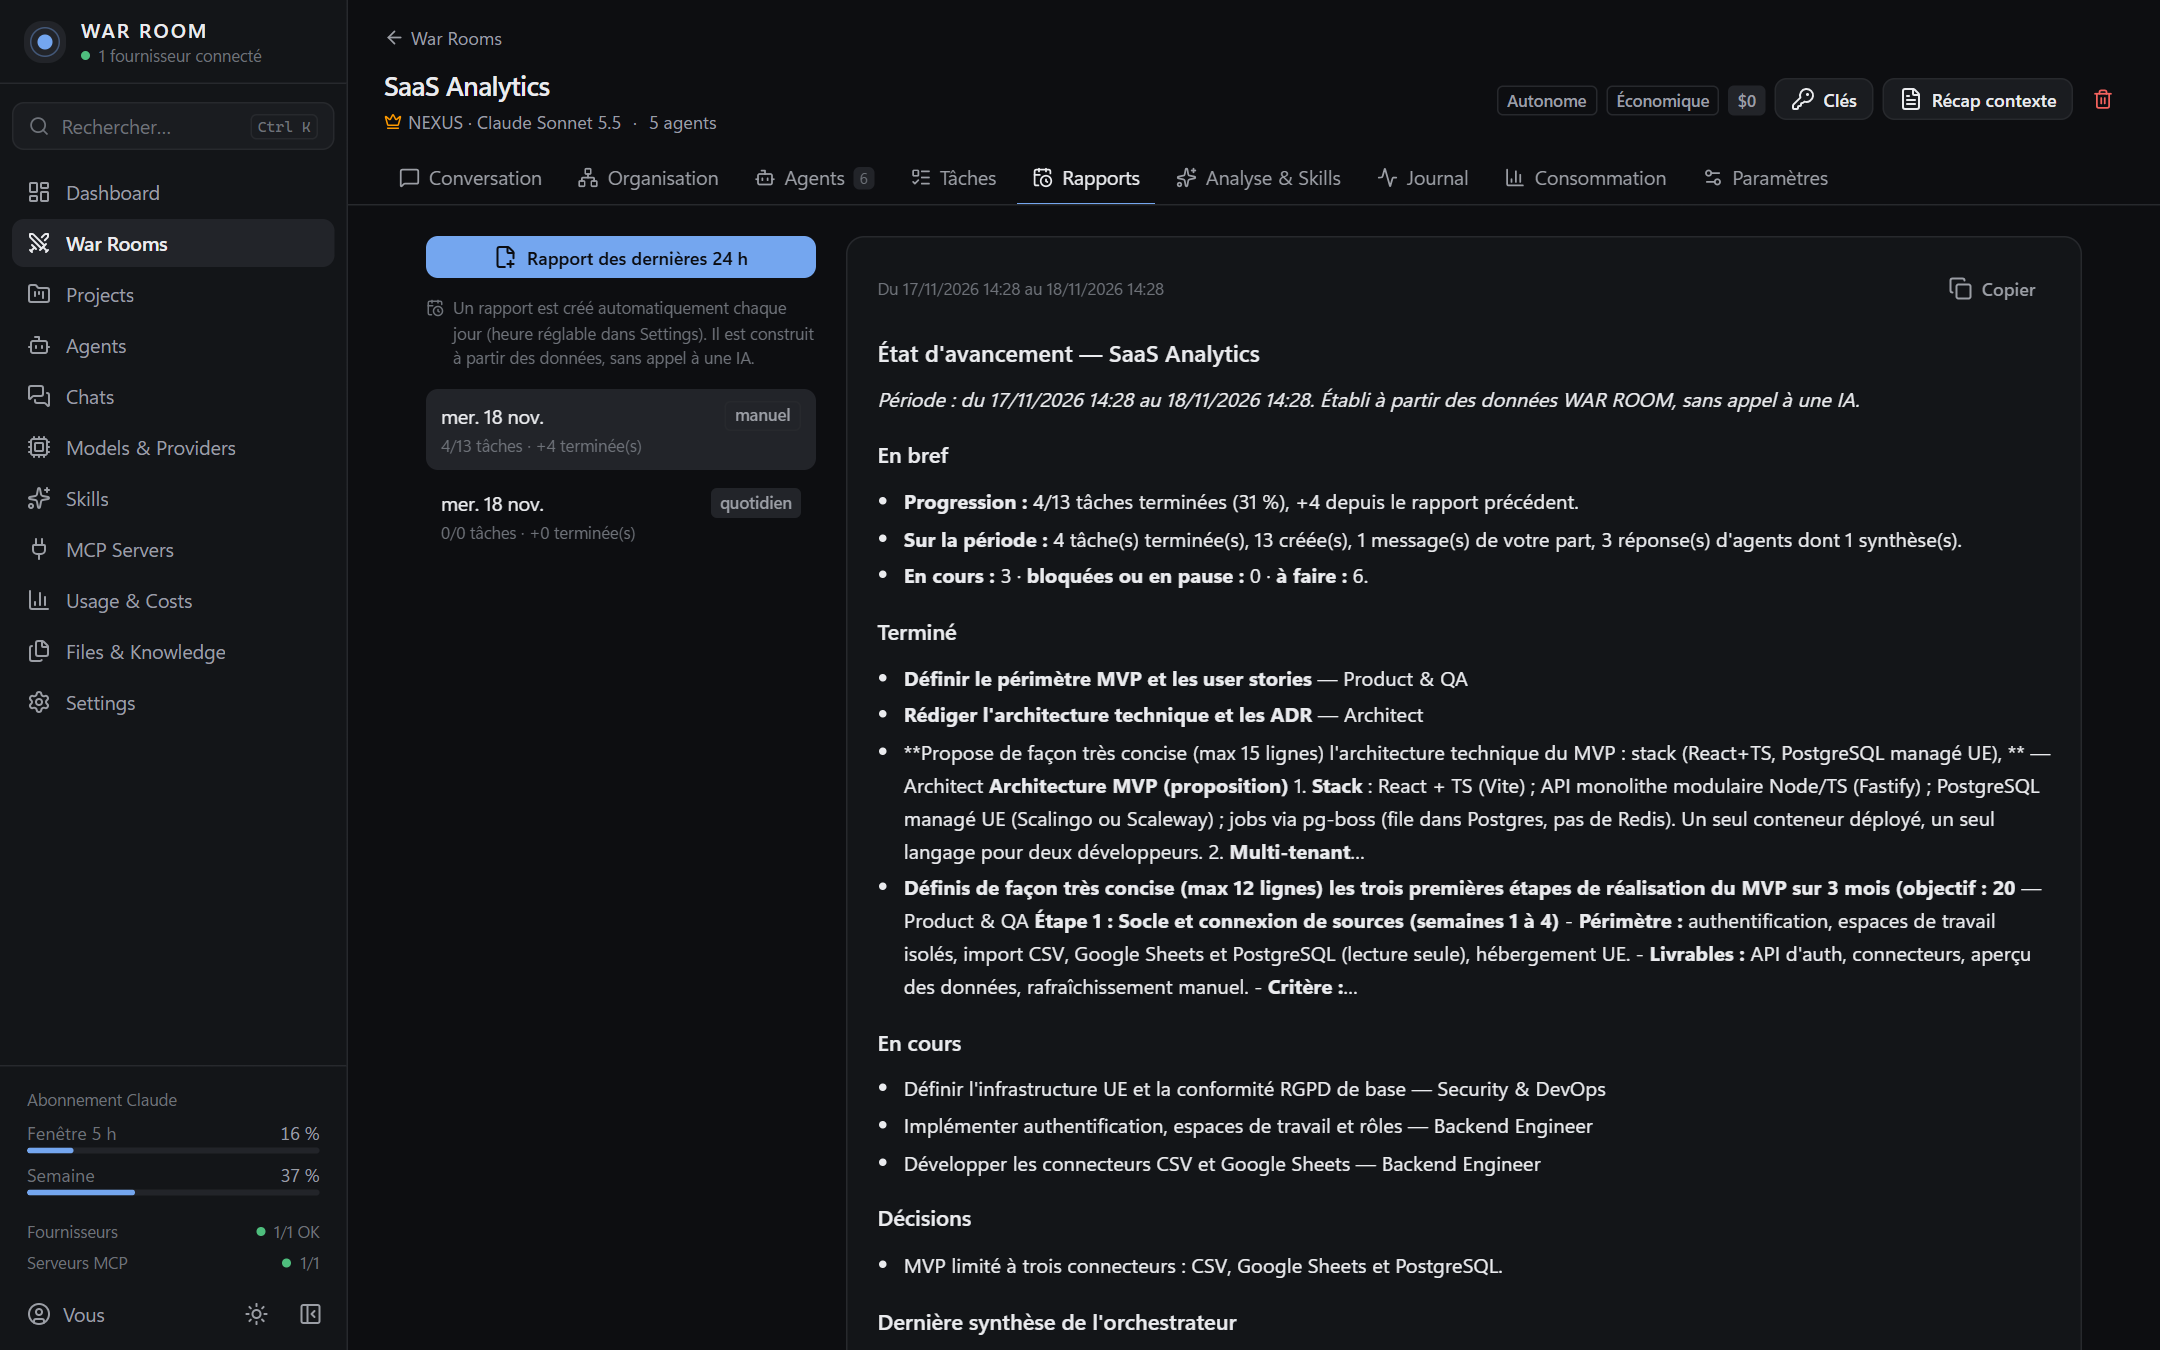 WAR ROOM
1 fournisseur connecté
Rechercher...
Ctrl K
Dashboard
War Rooms
Projects
Agents
Chats
Models & Providers
Skills
MCP Servers
Usage & Costs
Files & Knowledge
Settings
Abonnement Claude
Fenêtre 5 h 16 %
Semaine 37 %
Fournisseurs 1/1 OK
Serveurs MCP 1/1
Vous
War Rooms
SaaS Analytics
NEXUS · Claude Sonnet 5.5 · 5 agents
Autonome
Économique
$0
Clés
Récap contexte
Conversation
Organisation
Agents 6
Tâches
Rapports
Analyse & Skills
Journal
Consommation
Paramètres
Rapport des dernières 24 h
Un rapport est créé automatiquement chaque
jour (heure réglable dans Settings). Il est construit
à partir des données, sans appel à une IA.
mer. 18 nov. manuel
4/13 tâches · +4 terminée(s)
mer. 18 nov. quotidien
0/0 tâches · +0 terminée(s)
Du 17/11/2026 14:28 au 18/11/2026 14:28
Copier
État d'avancement — SaaS Analytics
Période : du 17/11/2026 14:28 au 18/11/2026 14:28. Établi à partir des données WAR ROOM, sans appel à une IA.
En bref
• Progression : 4/13 tâches terminées (31 %), +4 depuis le rapport précédent.
• Sur la période : 4 tâche(s) terminée(s), 13 créée(s), 1 message(s) de votre part, 3 réponse(s) d'agents dont 1 synthèse(s).
• En cours : 3 · bloquées ou en pause : 0 · à faire : 6.
Terminé
• Définir le périmètre MVP et les user stories — Product & QA
• Rédiger l'architecture technique et les ADR — Architect
• **Propose de façon très concise (max 15 lignes) l'architecture technique du MVP : stack (React+TS, PostgreSQL managé UE), ** —
Architect Architecture MVP (proposition) 1. Stack : React + TS (Vite) ; API monolithe modulaire Node/TS (Fastify) ; PostgreSQL
managé UE (Scalingo ou Scaleway) ; jobs via pg-boss (file dans Postgres, pas de Redis). Un seul conteneur déployé, un seul
langage pour deux développeurs. 2. Multi-tenant...
• Définis de façon très concise (max 12 lignes) les trois premières étapes de réalisation du MVP sur 3 mois (objectif : 20 —
Product & QA Étape 1 : Socle et connexion de sources (semaines 1 à 4) - Périmètre : authentification, espaces de travail
isolés, import CSV, Google Sheets et PostgreSQL (lecture seule), hébergement UE. - Livrables : API d'auth, connecteurs, aperçu
des données, rafraîchissement manuel. - Critère :...
En cours
• Définir l'infrastructure UE et la conformité RGPD de base — Security & DevOps
• Implémenter authentification, espaces de travail et rôles — Backend Engineer
• Développer les connecteurs CSV et Google Sheets — Backend Engineer
Décisions
• MVP limité à trois connecteurs : CSV, Google Sheets et PostgreSQL.
Dernière synthèse de l'orchestrateur